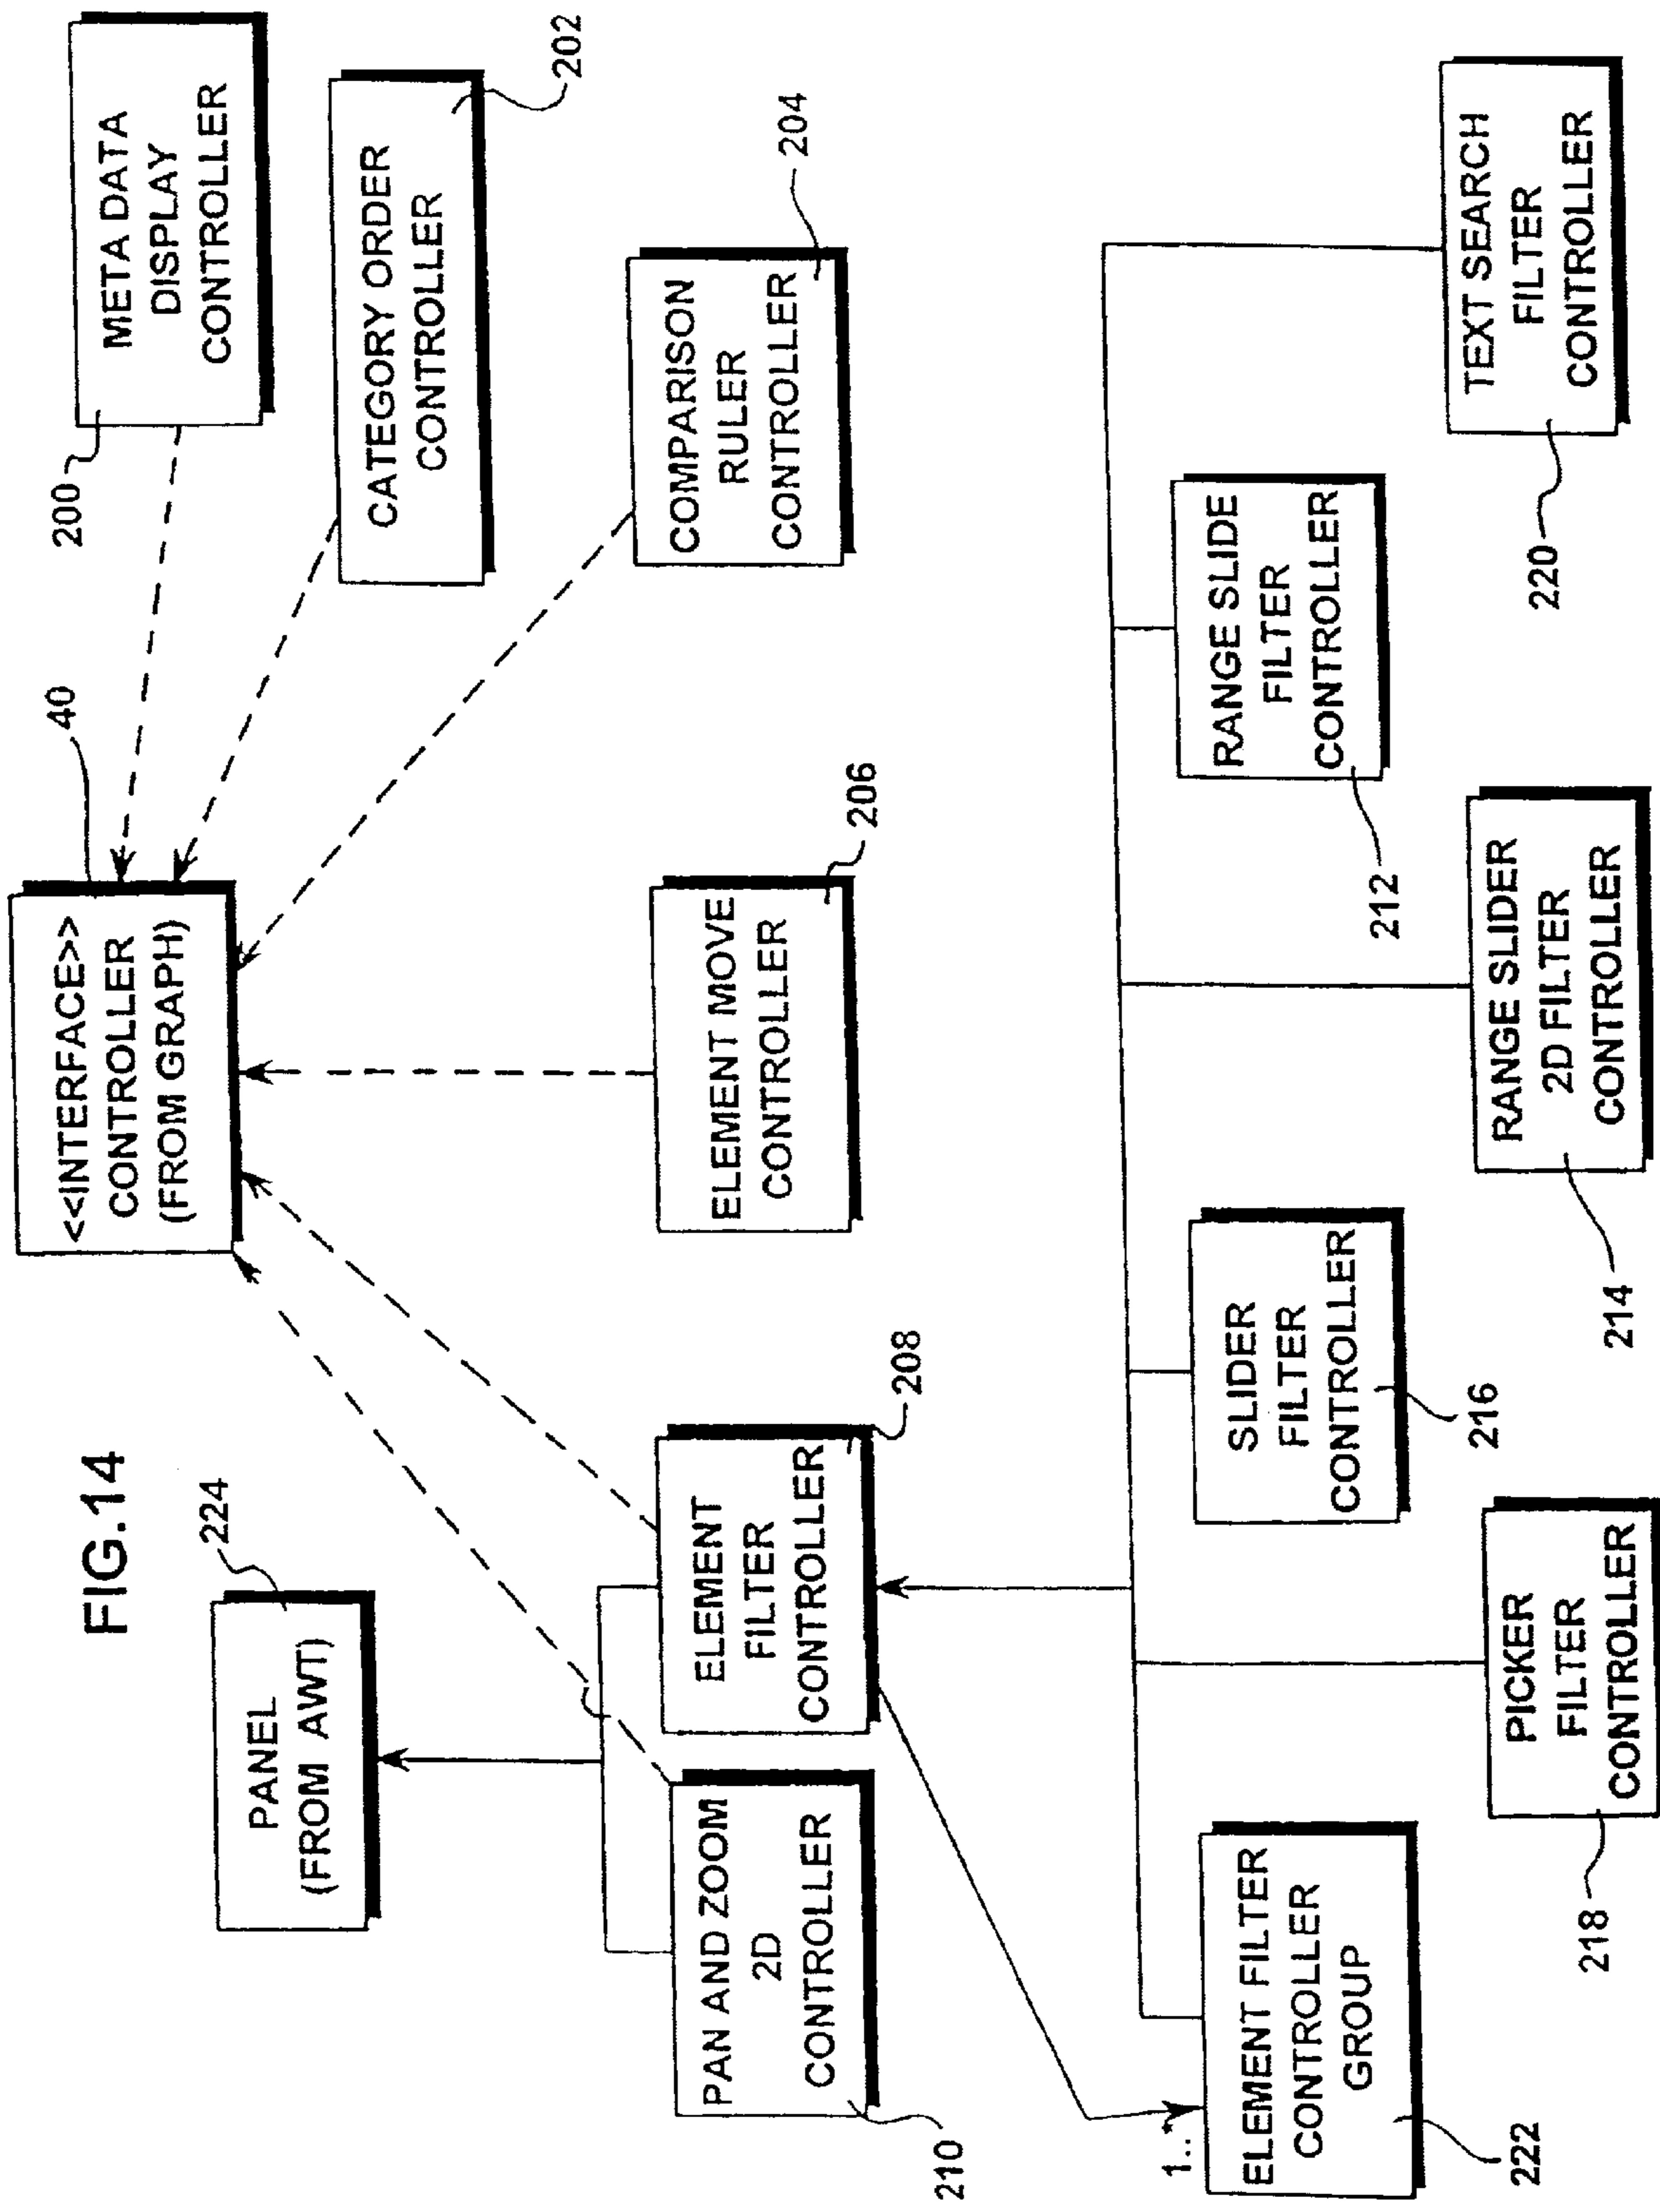 FIG.14
PANEL
(FROM AWT)
224
<<INTERFACE>>
CONTROLLER
(FROM GRAPH)
40
200
META DATA
DISPLAY
CONTROLLER
CATEGORY ORDER
CONTROLLER
202
PAN AND ZOOM
2D
CONTROLLER
210
ELEMENT
FILTER
CONTROLLER
208
ELEMENT MOVE
CONTROLLER
206
COMPARISON
RULER
CONTROLLER
204
1..*
ELEMENT FILTER
CONTROLLER
GROUP
222
SLIDER
FILTER
CONTROLLER
216
RANGE SLIDE
FILTER
CONTROLLER
212
PICKER
FILTER
CONTROLLER
218
RANGE SLIDER
2D FILTER
CONTROLLER
214
TEXT SEARCH
FILTER
CONTROLLER
220